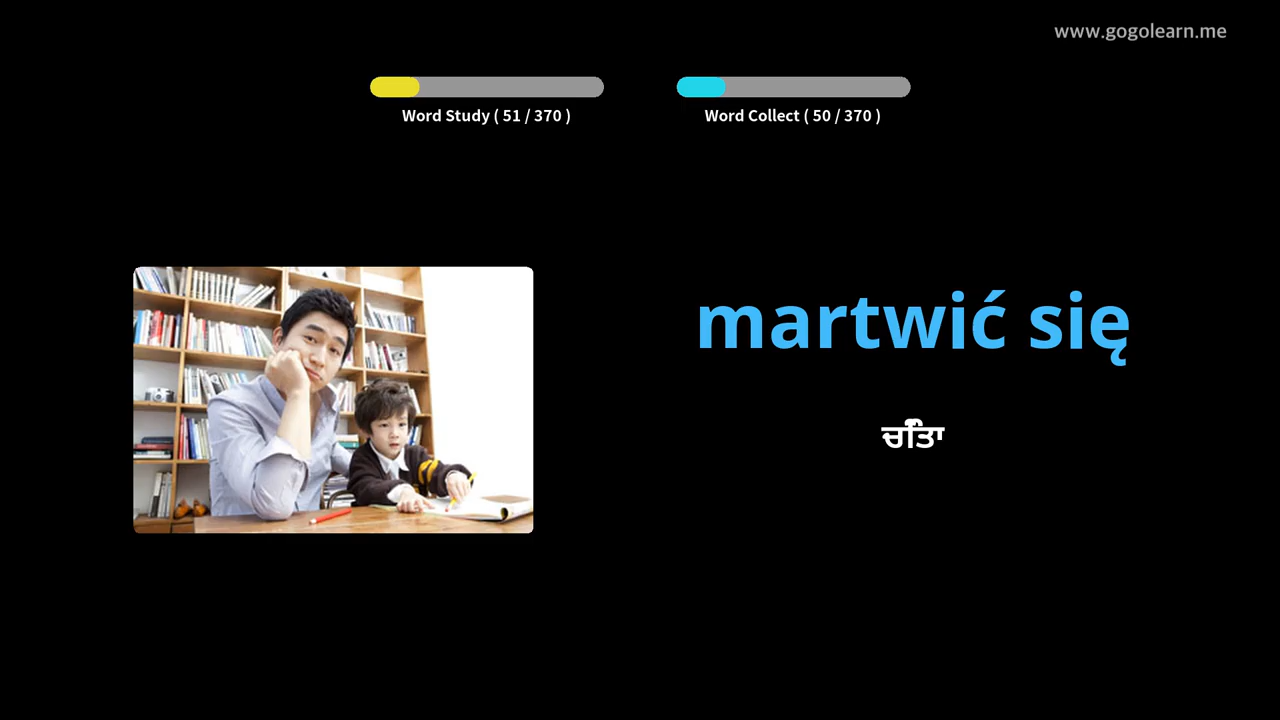 www.gogolearn.me
Word Study ( 51 / 370 )
Word Collect ( 50 / 370 )
martwić się
ਚਿੰਤਾ